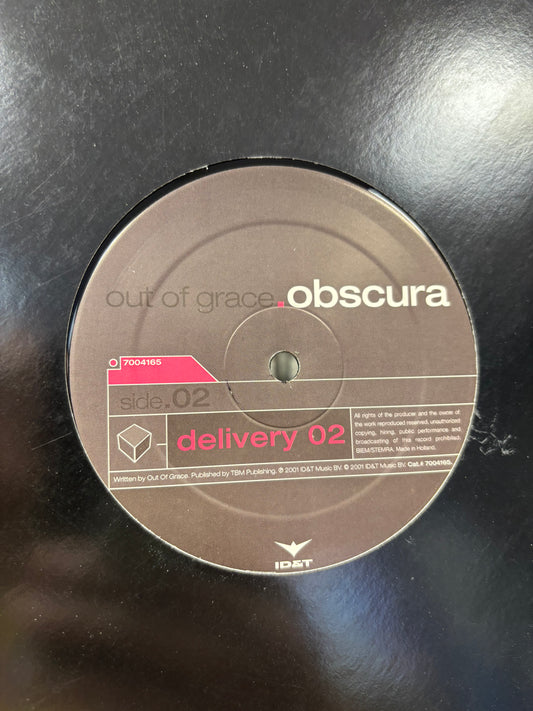 out of grace.obscura
7004165
side.02
delivery 02
All rights of the producer and the owner of
the work reproduced reserved, unauthorized
copying, hiring, public performance and
broadcasting of this record prohibited.
BIEM/STEMRA. Made in Holland.
Written by Out Of Grace. Published by TBM Publishing. ℗ 2001 ID&T Music BV. © 2001 ID&T Music BV. Cat.# 7004165.
ID&T